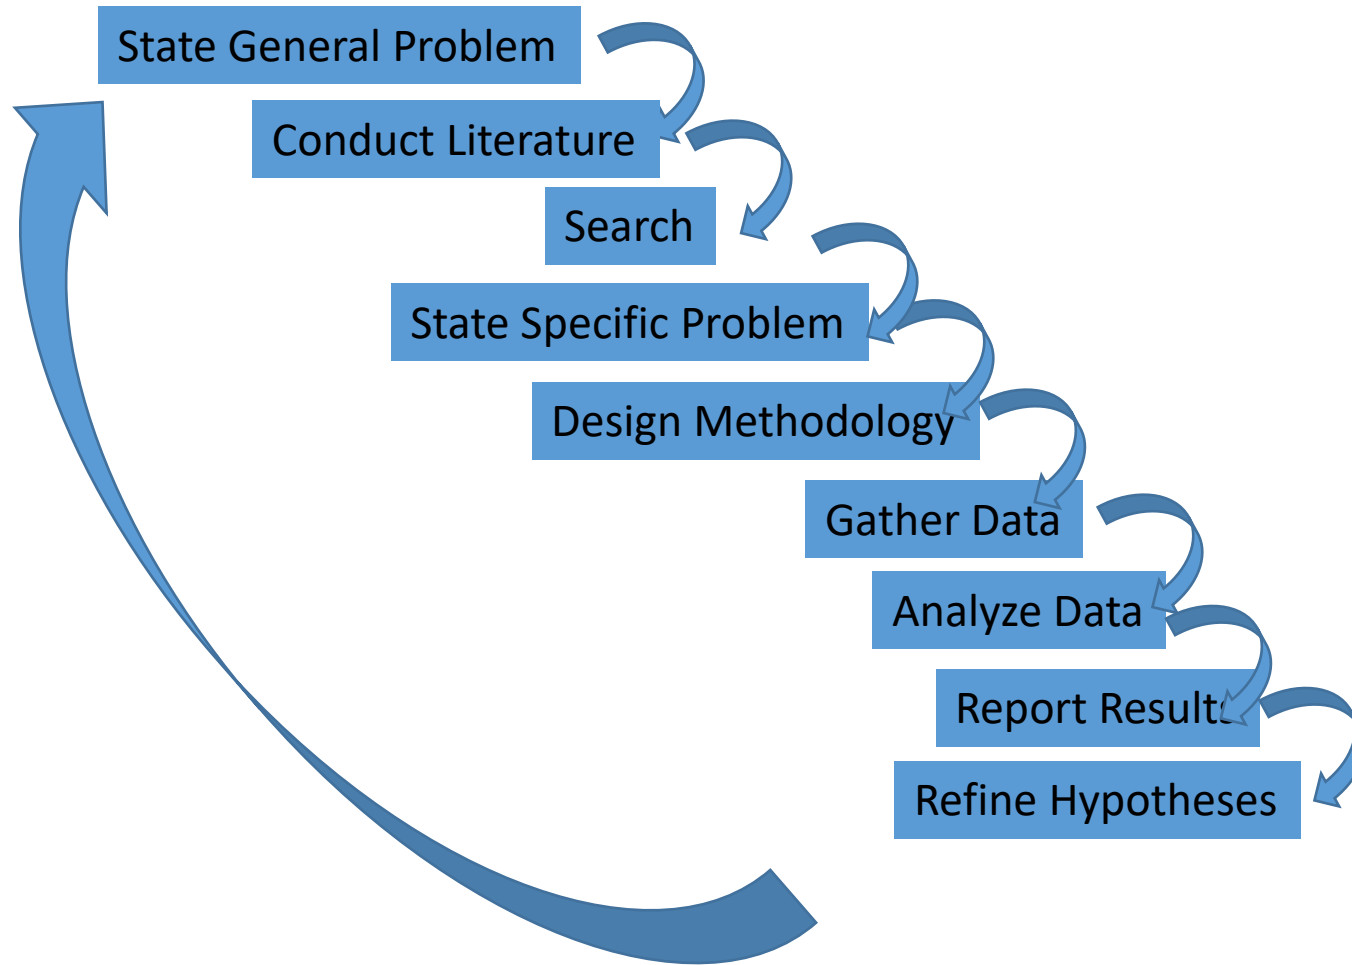 State General Problem
Conduct Literature
Search
State Specific Problem
Design Methodology
Gather Data
Analyze Data
Report Results
Refine Hypotheses